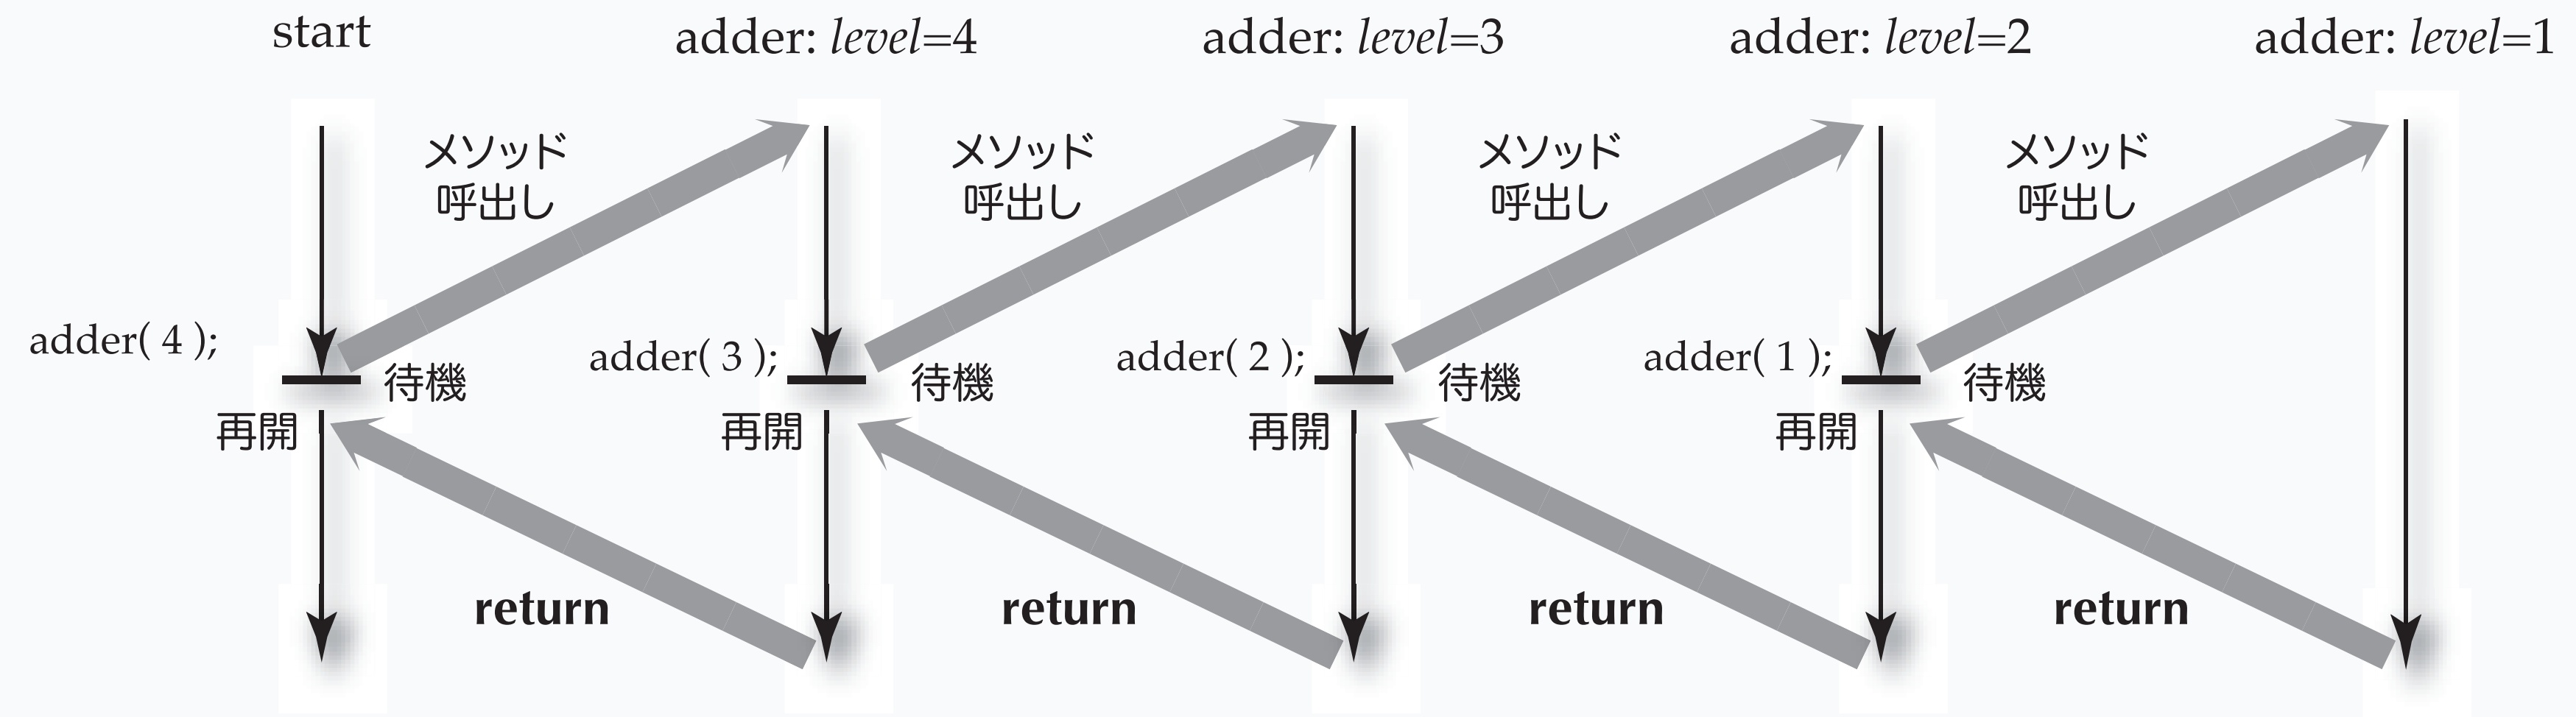 start
adder: level=4
adder: level=3
adder: level=2
adder: level=1
メソッド
呼出し
メソッド
呼出し
メソッド
呼出し
メソッド
呼出し
adder( 4 );
adder( 3 );
adder( 2 );
adder( 1 );
待機
待機
待機
待機
再開
再開
再開
再開
return
return
return
return